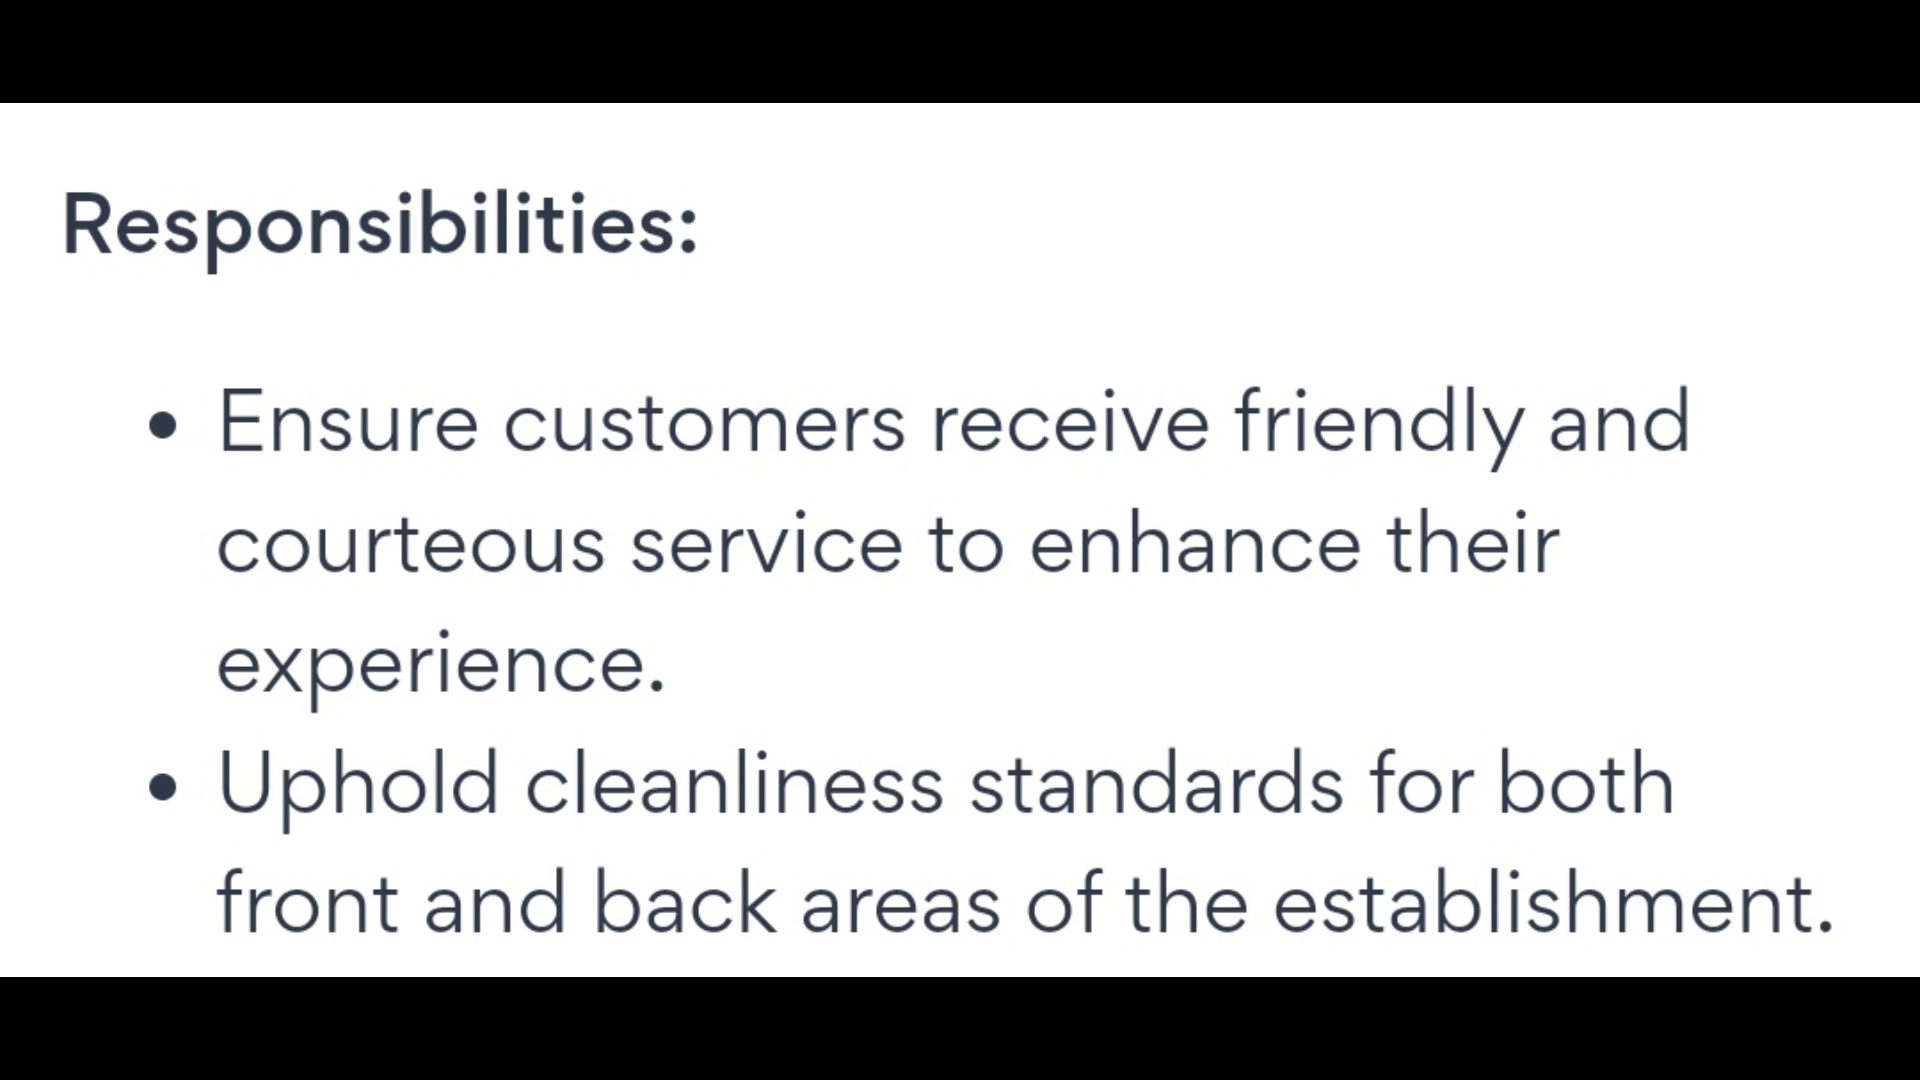 Responsibilities:
• Ensure customers receive friendly and
courteous service to enhance their
experience.
• Uphold cleanliness standards for both
front and back areas of the establishment.